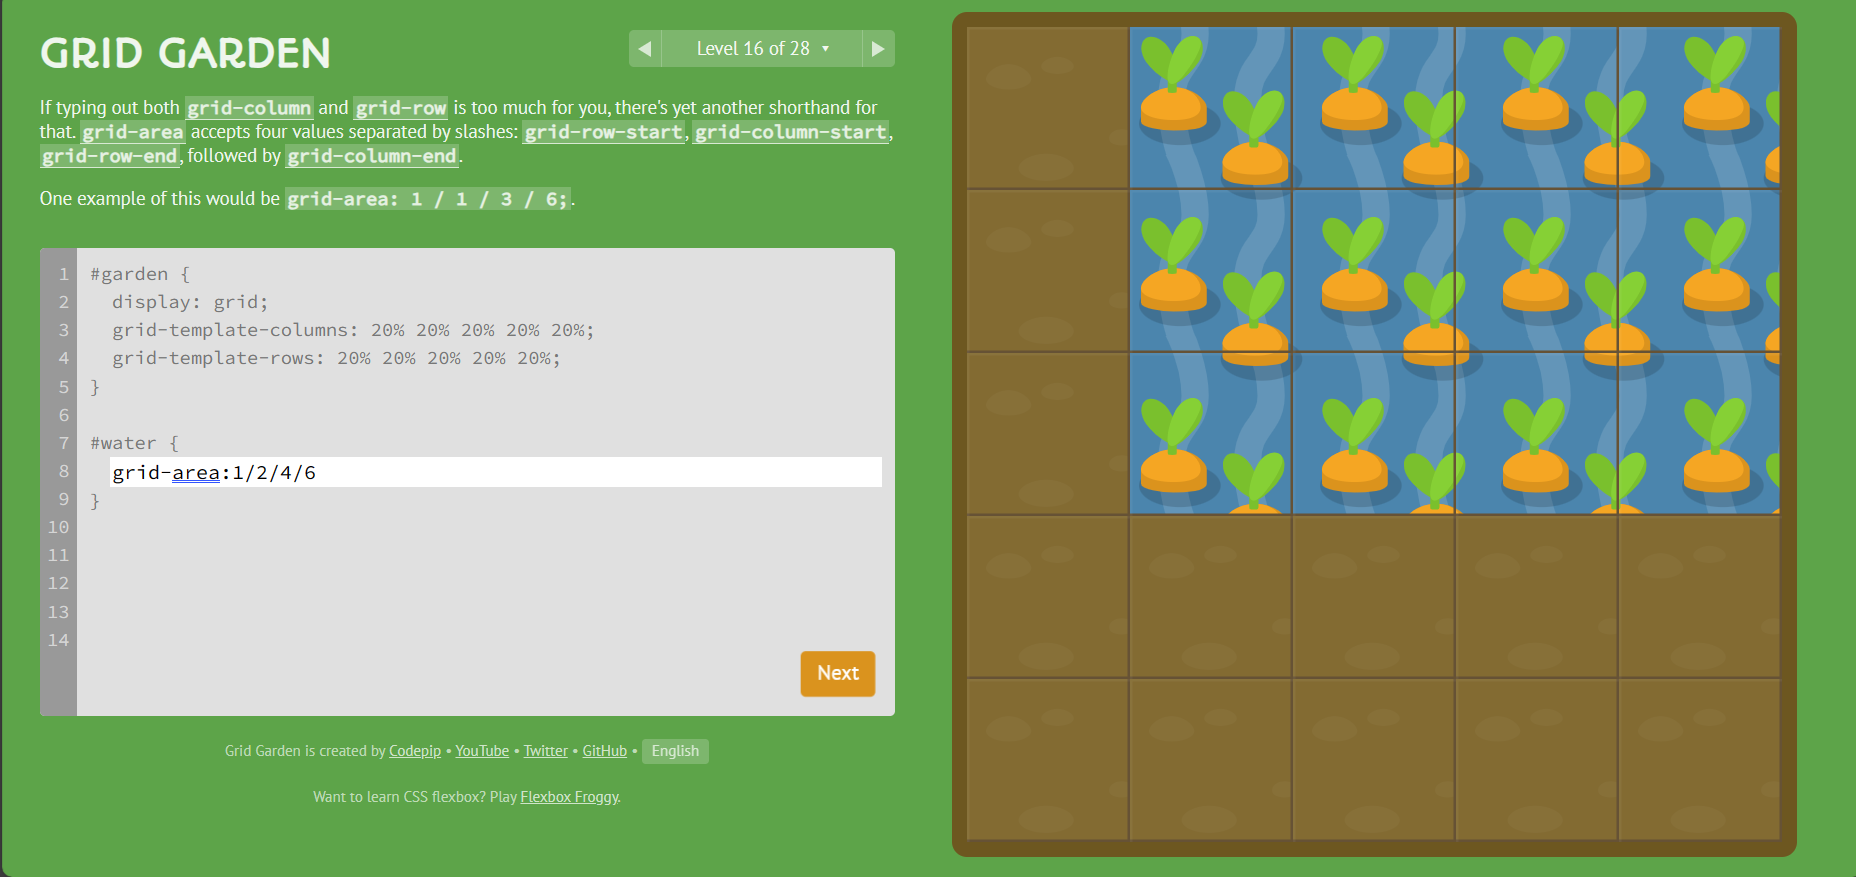 GRID GARDEN
◀ Level 16 of 28 ▾ ▶
If typing out both grid-column and grid-row is too much for you, there's yet another shorthand for
that. grid-area accepts four values separated by slashes: grid-row-start, grid-column-start,
grid-row-end, followed by grid-column-end.
One example of this would be grid-area: 1 / 1 / 3 / 6;.
1 #garden {
2 display: grid;
3 grid-template-columns: 20% 20% 20% 20% 20%;
4 grid-template-rows: 20% 20% 20% 20% 20%;
5 }
6
7 #water {
8 grid-area:1/2/4/6
9 }
10
11
12
13
14
Next
Grid Garden is created by Codepip • YouTube • Twitter • GitHub • English
Want to learn CSS flexbox? Play Flexbox Froggy.